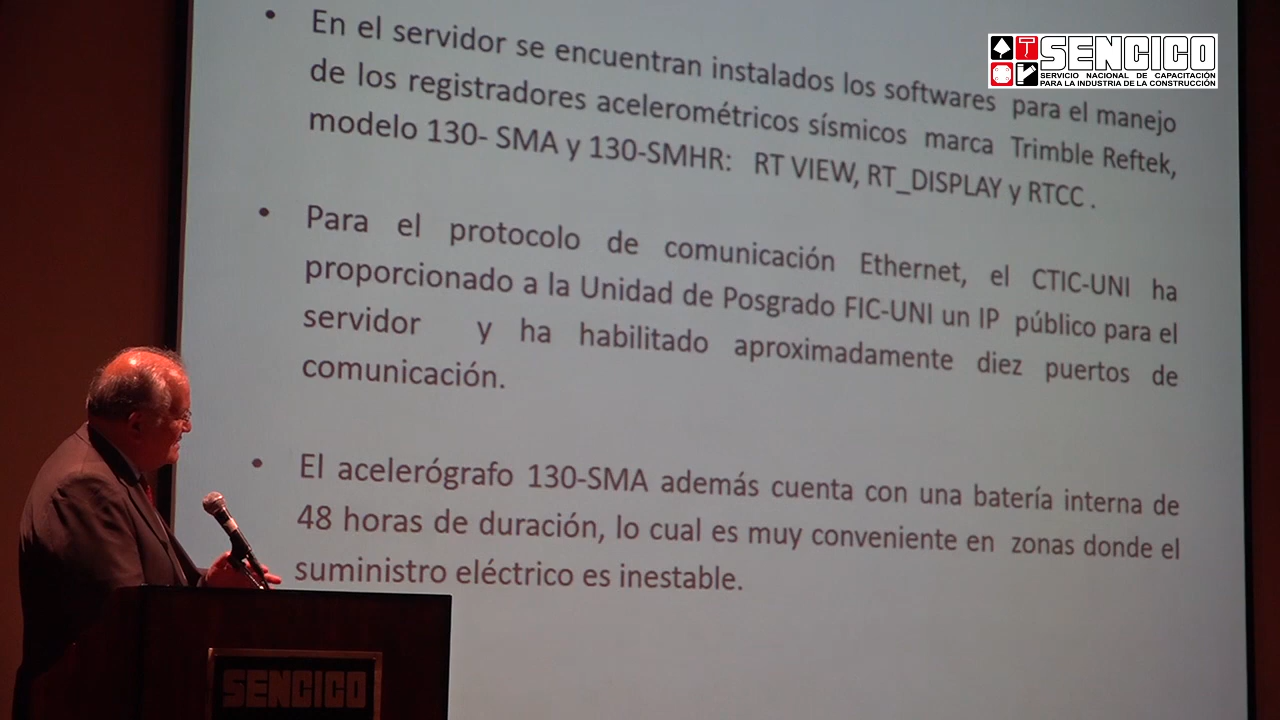 • En el servidor se encuentran instalados los softwares para el manejo
de los registradores acelerométricos sísmicos marca Trimble Reftek,
modelo 130- SMA y 130-SMHR: RT VIEW, RT_DISPLAY y RTCC .
• Para el protocolo de comunicación Ethernet, el CTIC-UNI ha
proporcionado a la Unidad de Posgrado FIC-UNI un IP público para el
servidor y ha habilitado aproximadamente diez puertos de
comunicación.
• El acelerógrafo 130-SMA además cuenta con una batería interna de
48 horas de duración, lo cual es muy conveniente en zonas donde el
suministro eléctrico es inestable.
SENCICO
SERVICIO NACIONAL DE CAPACITACIÓN
PARA LA INDUSTRIA DE LA CONSTRUCCIÓN
SENCICO